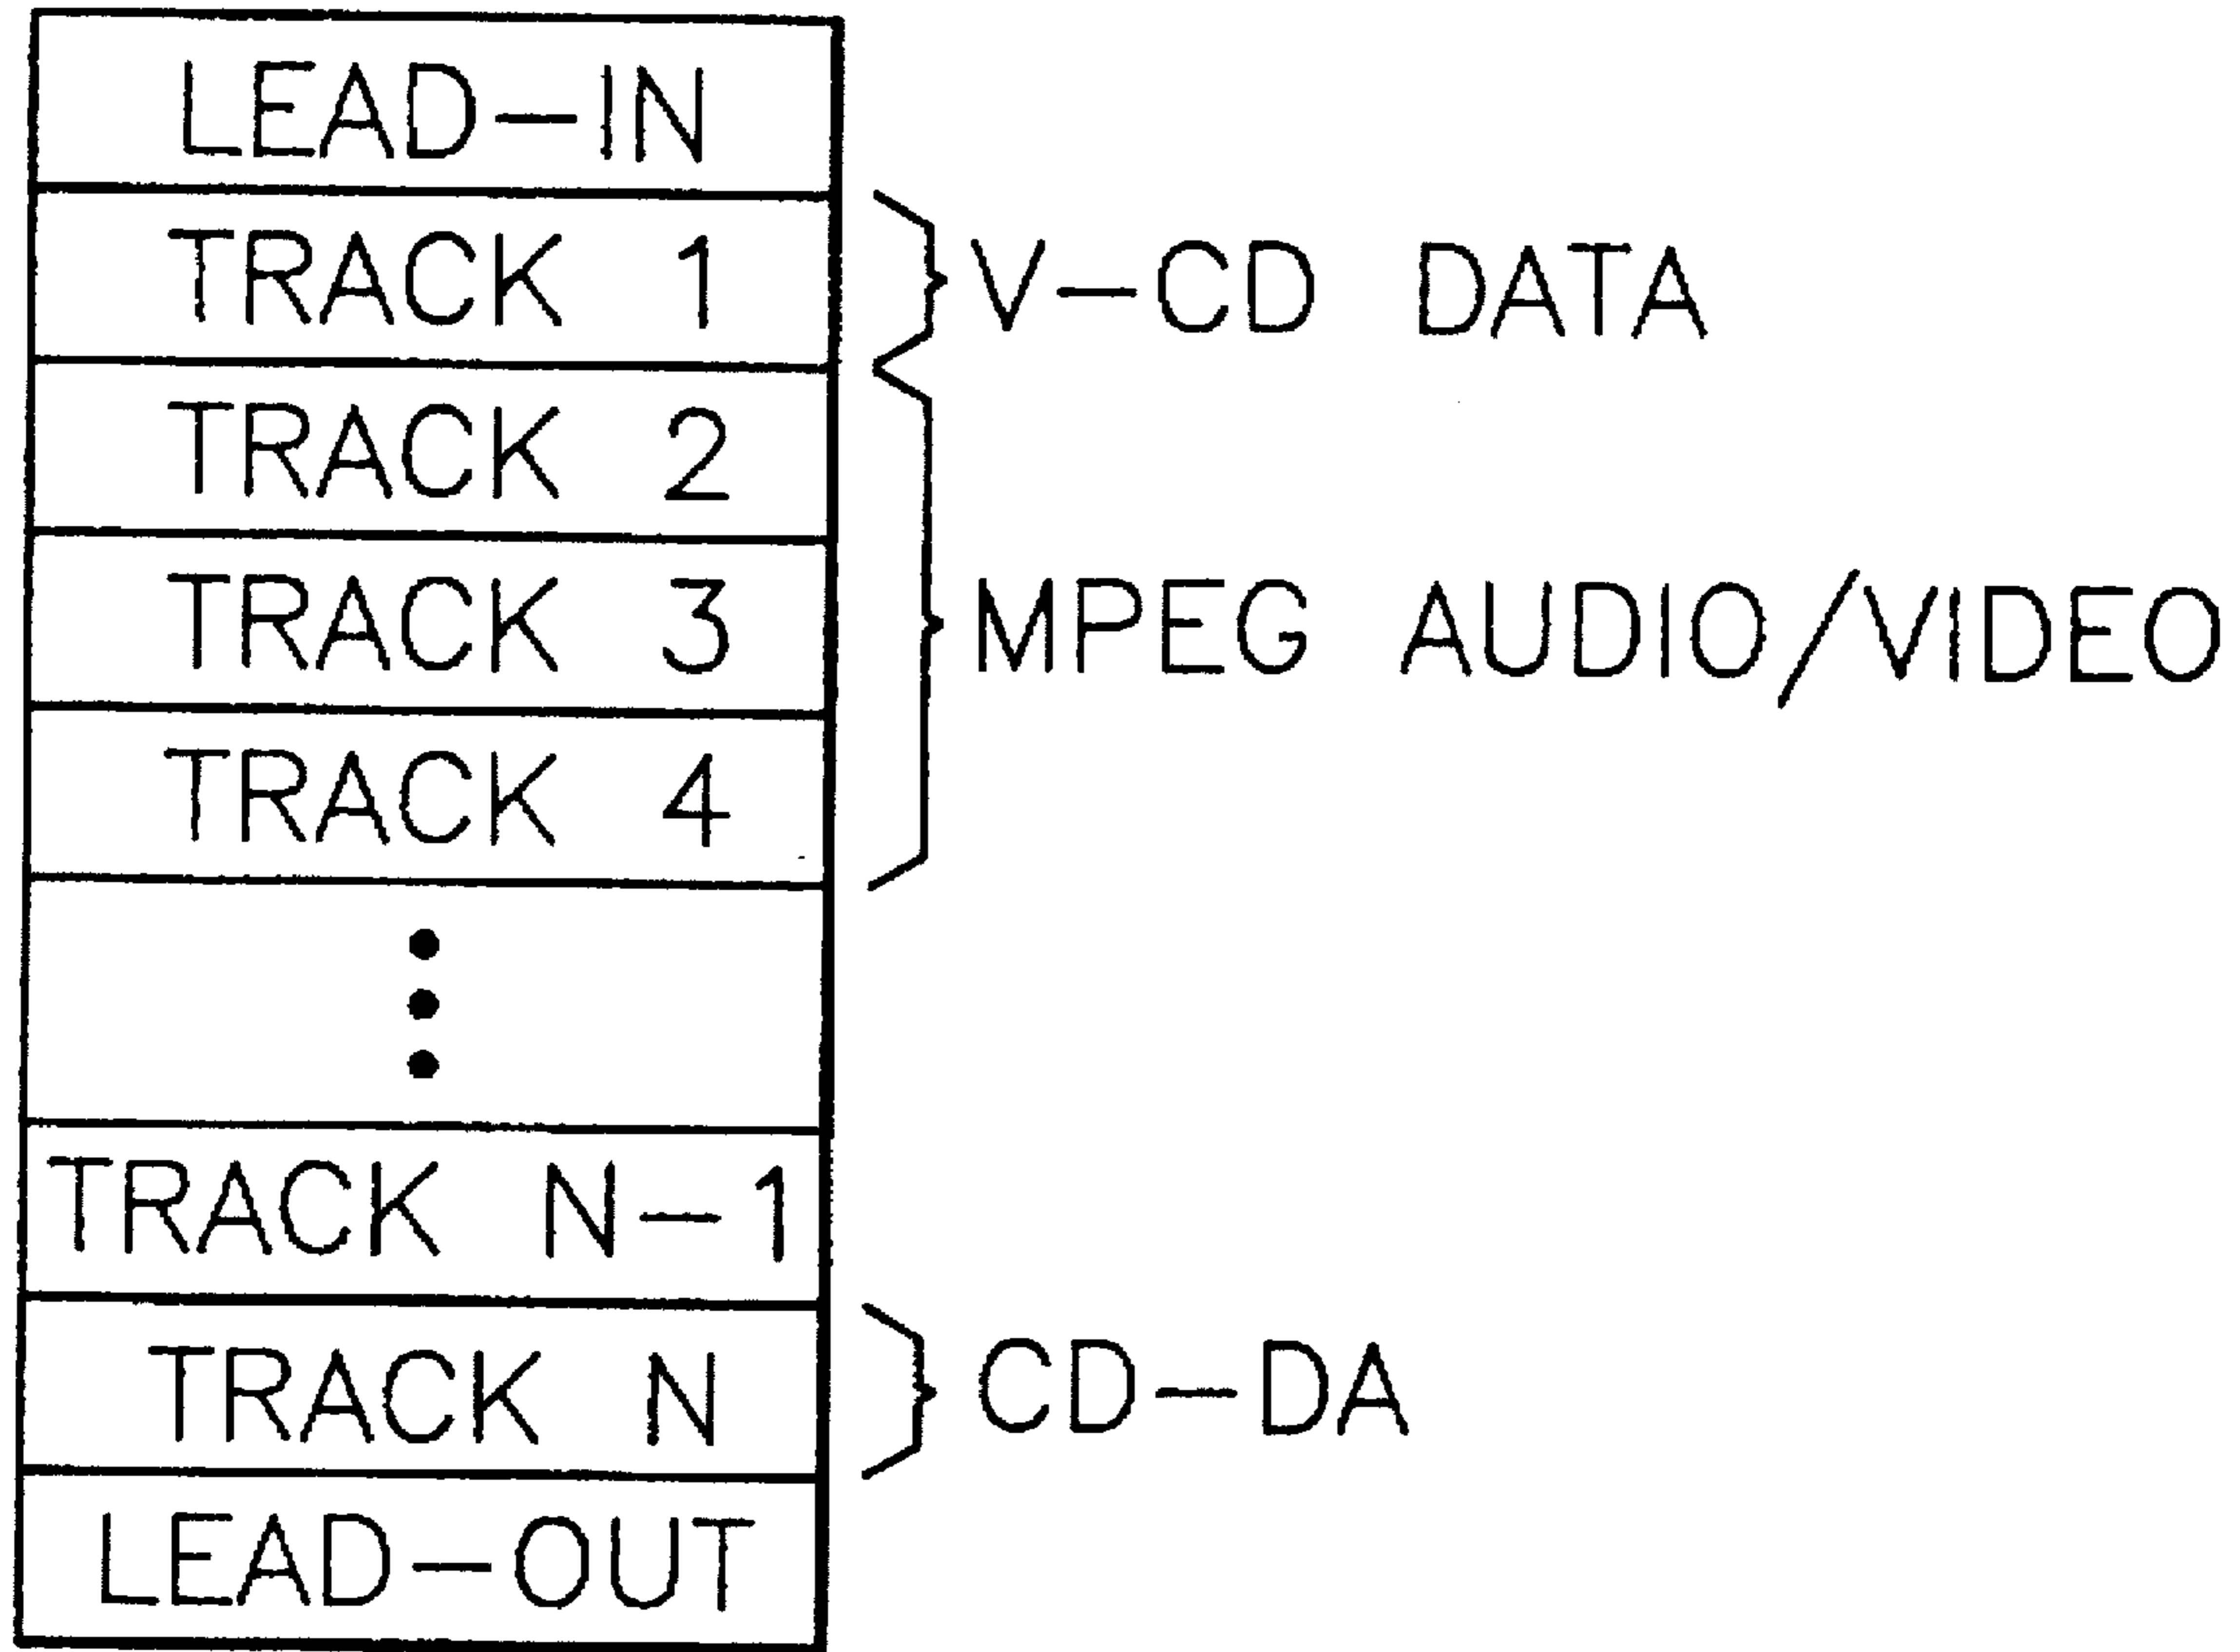 LEAD-IN
TRACK 1
V-CD DATA
TRACK 2
TRACK 3
MPEG AUDIO/VIDEO
TRACK 4
TRACK N-1
TRACK N
CD-DA
LEAD-OUT